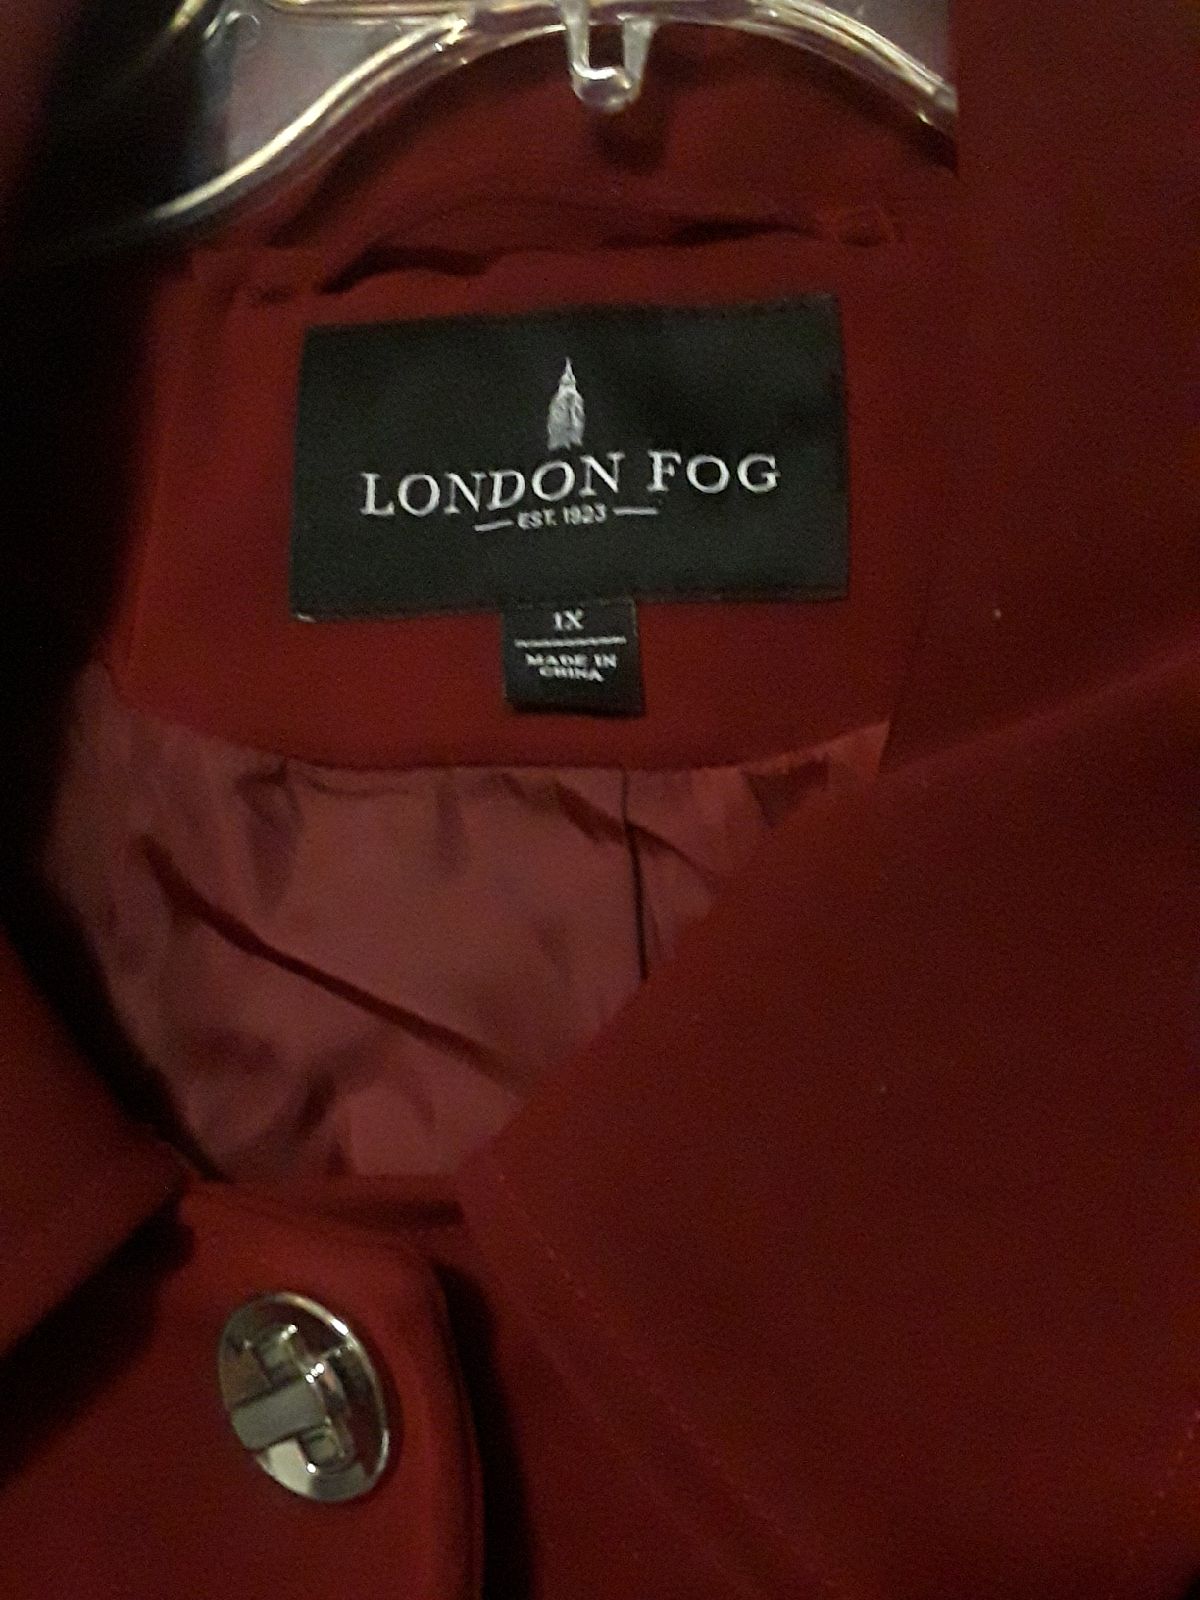 LONDON FOG
EST. 1923
1X
MADE IN
CHINA